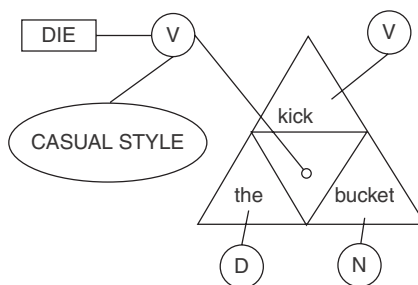 DIE
V
V
CASUAL STYLE
kick
the
bucket
D
N